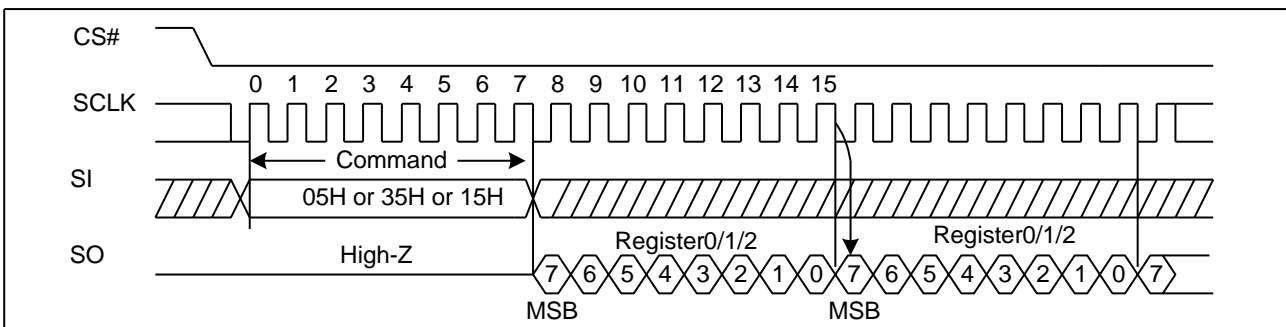 CS#
0 1 2 3 4 5 6 7 8 9 10 11 12 13 14 15
SCLK
Command
SI
05H or 35H or 15H
Register0/1/2 Register0/1/2
SO High-Z
7 6 5 4 3 2 1 0 7 6 5 4 3 2 1 0 7
MSB MSB